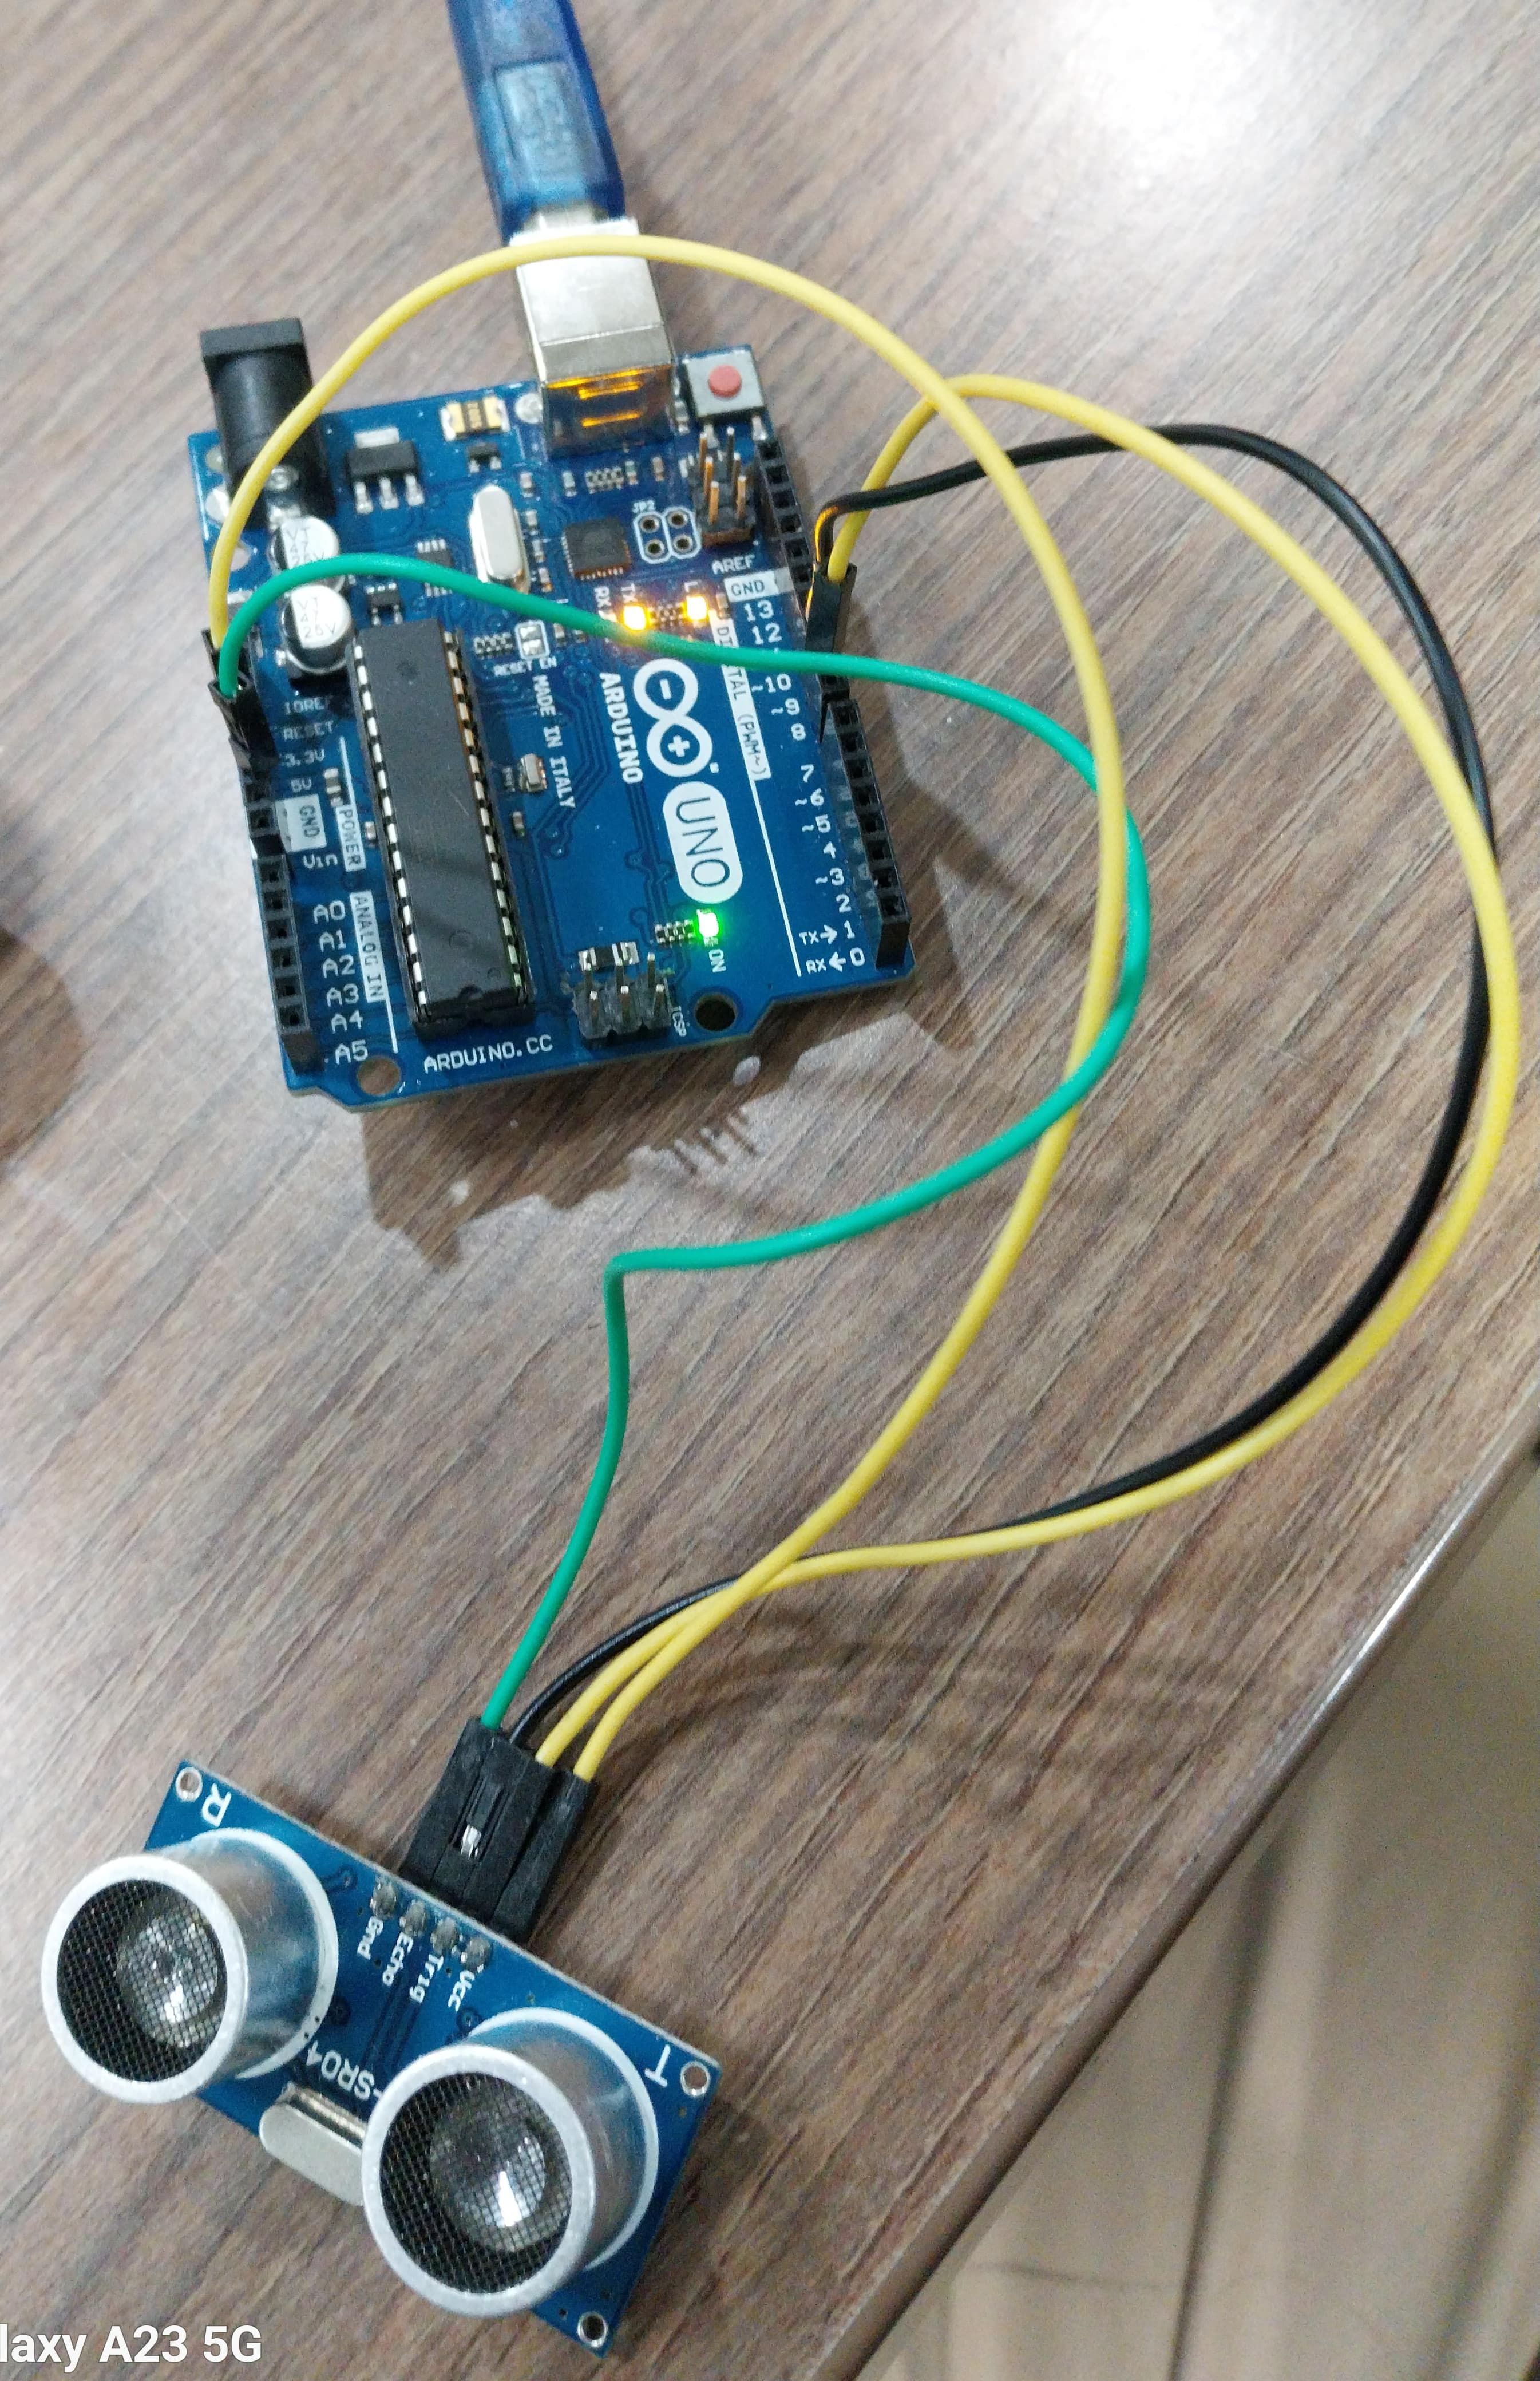 JP2
AREF
GND
13
12
~10
~9
8
7
~6
~5
4
~3
2
TX→ 1
RX← 0
TX
RX
L
RESET EN
MADE IN ITALY
ARDUINO
UNO
ON
ICSP
IOREF
RESET
3.3V
5V
GND
Vin
POWER
A0
A1
A2
A3
A4
A5
ANALOG IN
ARDUINO.CC
R
Gnd
Echo
Trig
Vcc
-SR04
T
laxy A23 5G